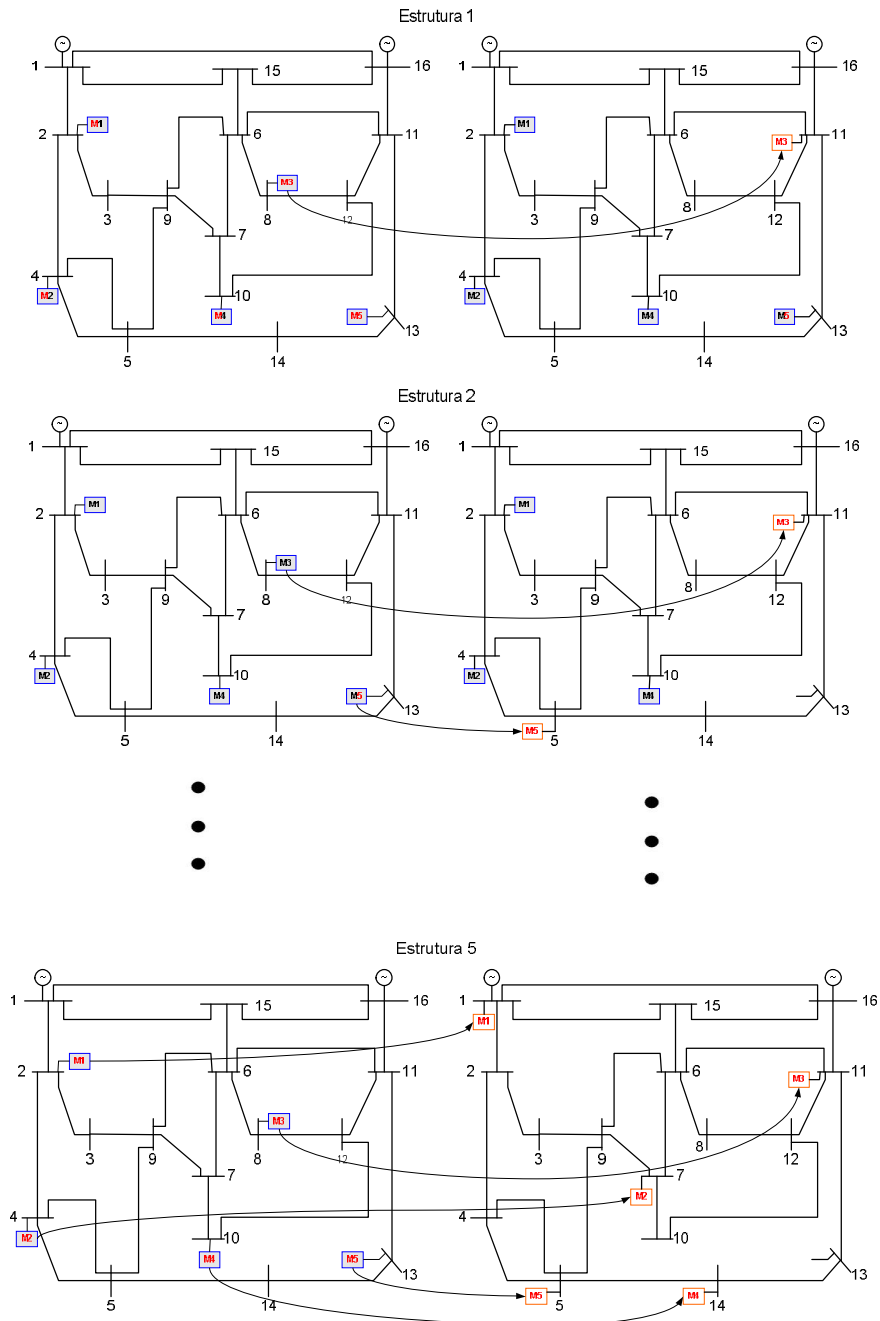 Estrutura 1
~ ~ ~ ~
1 15 16 1 15 16
2 M1 6 11 2 M1 6 M3 11
M3
3 9 8 12 3 9 8 12
7 7
4 10 4 10
M2 M4 M5 M2 M4 M5
13 13
5 14 5 14
Estrutura 2
~ ~ ~ ~
1 15 16 1 15 16
2 M1 6 11 2 M1 6 M3 11
M3
3 9 8 12 3 9 8 12
7 7
4 10 4 10
M2 M4 M5 M2 M4
13 13
5 14 M5 5 14
Estrutura 5
~ ~ ~ ~
1 15 16 1 15 16
M1
2 M1 6 11 2 6 M3 11
M3
3 9 8 12 3 9 8 12
7 7
M2
4 10 4 10
M2 M4 M5
13 13
5 14 M5 5 M4 14